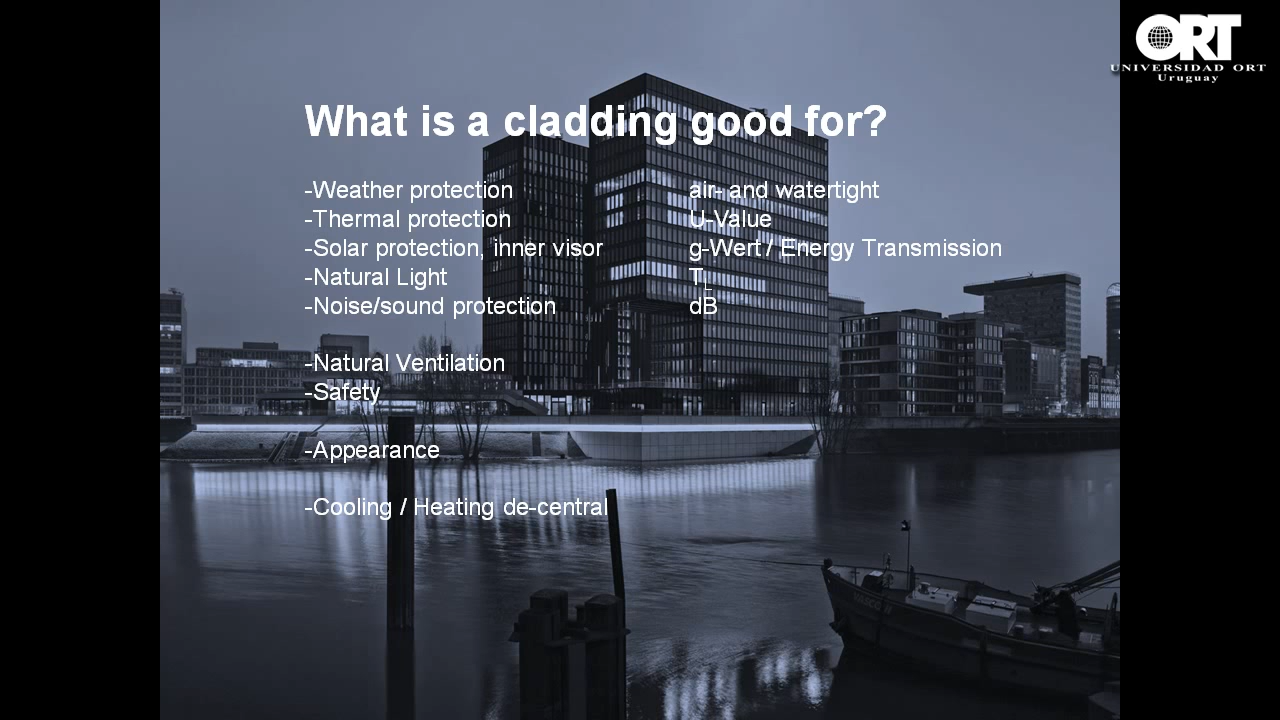 ORT
UNIVERSIDAD ORT
Uruguay
What is a cladding good for?
-Weather protection air- and watertight
-Thermal protection U-Value
-Solar protection, inner visor g-Wert / Energy Transmission
-Natural Light TL
-Noise/sound protection dB
-Natural Ventilation
-Safety
-Appearance
-Cooling / Heating de-central